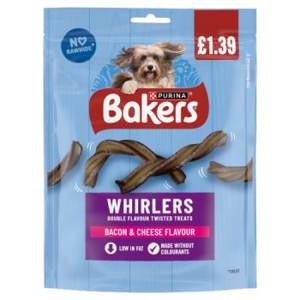 NO
RAWHIDE*
£1.39
PURINA
Bakers
WHIRLERS
DOUBLE FLAVOUR TWISTED TREATS
BACON & CHEESE FLAVOUR
LOW IN FAT
MADE WITHOUT
COLOURANTS